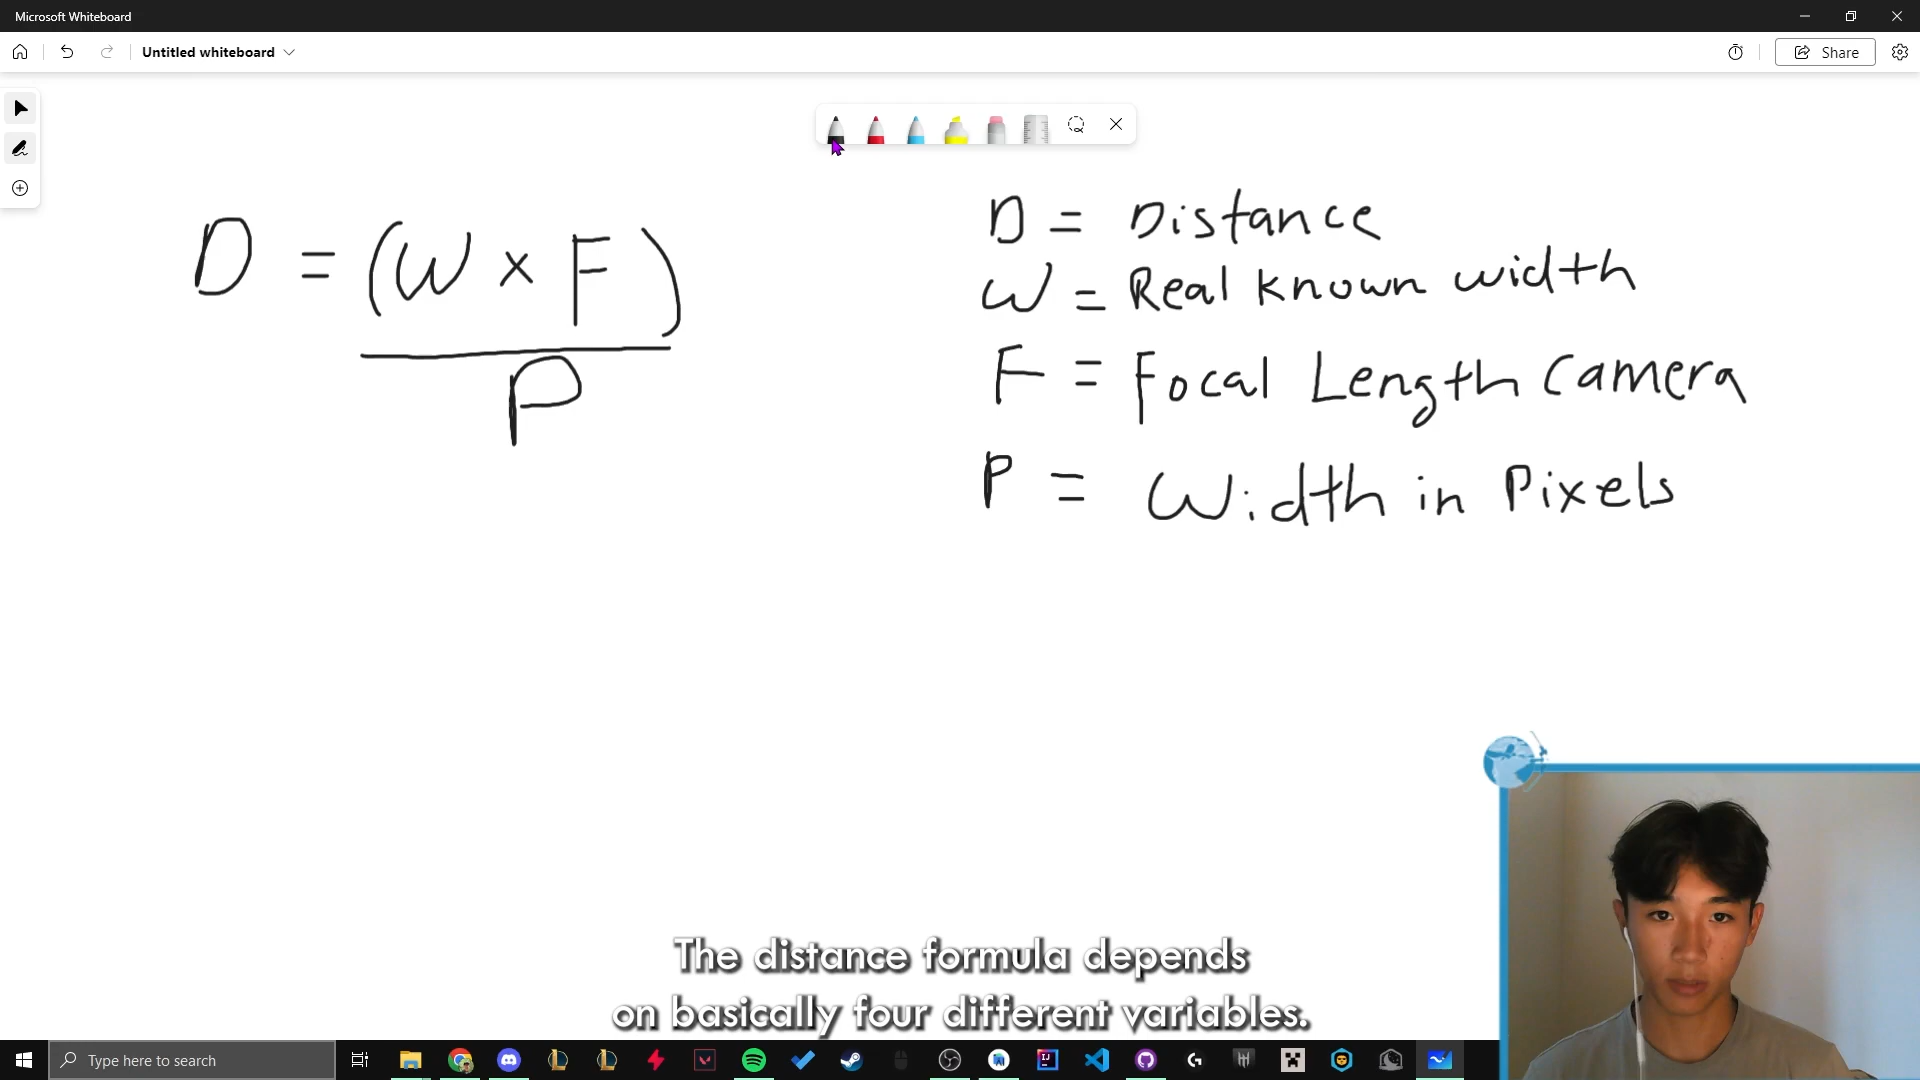 Microsoft Whiteboard
Untitled whiteboard
Share
D = (W x F)
P
D = Distance
W = Real known width
F = Focal Length Camera
P = Width in Pixels
The distance formula depends
on basically four different variables.
Type here to search